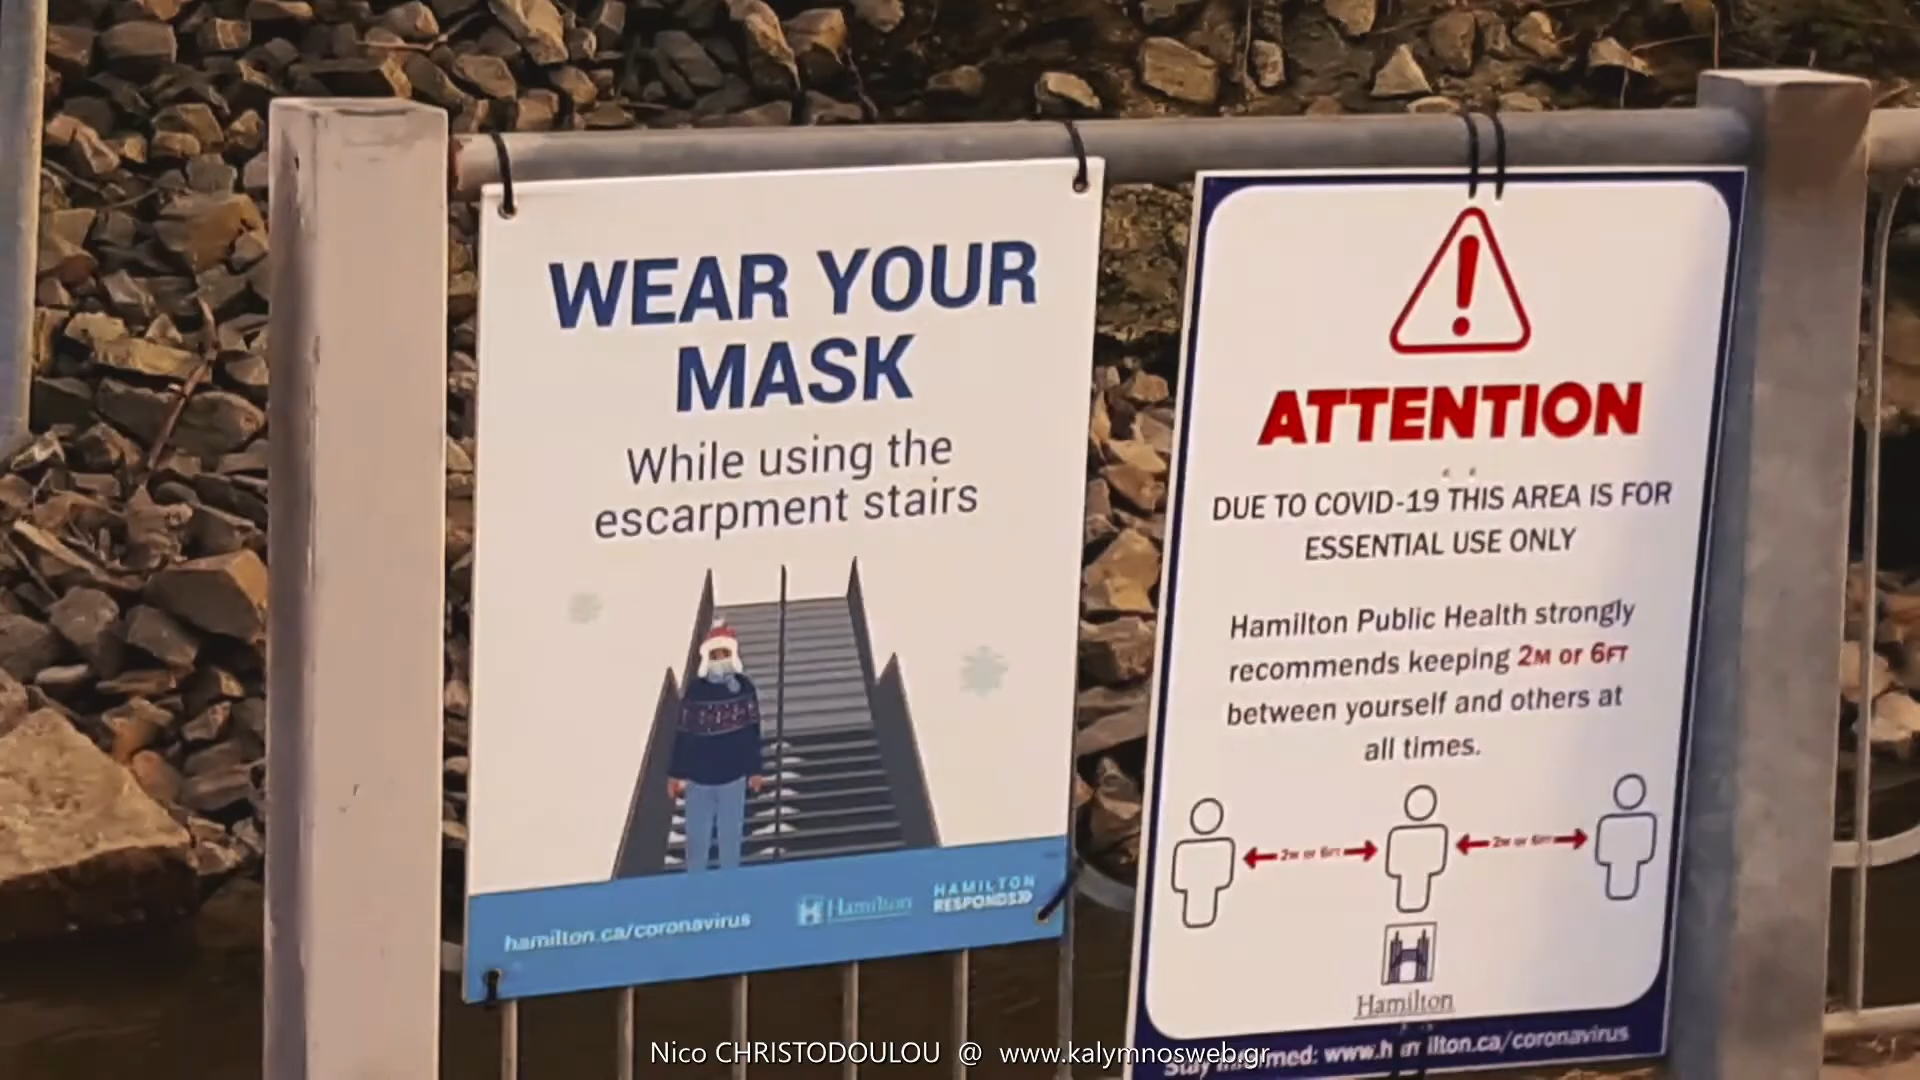 WEAR YOUR
MASK
While using the
escarpment stairs
hamilton.ca/coronavirus
Hamilton
HAMILTON
RESPONDS
ATTENTION
DUE TO COVID-19 THIS AREA IS FOR
ESSENTIAL USE ONLY
Hamilton Public Health strongly
recommends keeping 2M or 6FT
between yourself and others at
all times.
2M or 6FT
2M or 6FT
Hamilton
Stay informed: www.hamilton.ca/coronavirus
Nico CHRISTODOULOU @ www.kalymnosweb.gr